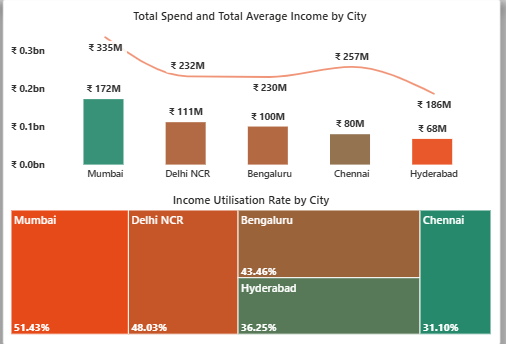 Total Spend and Total Average Income by City
₹ 0.3bn
₹ 0.2bn
₹ 0.1bn
₹ 0.0bn
₹ 335M
₹ 232M
₹ 230M
₹ 257M
₹ 186M
₹ 172M
₹ 111M
₹ 100M
₹ 80M
₹ 68M
Mumbai
Delhi NCR
Bengaluru
Chennai
Hyderabad
Income Utilisation Rate by City
Mumbai
51.43%
Delhi NCR
48.03%
Bengaluru
43.46%
Hyderabad
36.25%
Chennai
31.10%